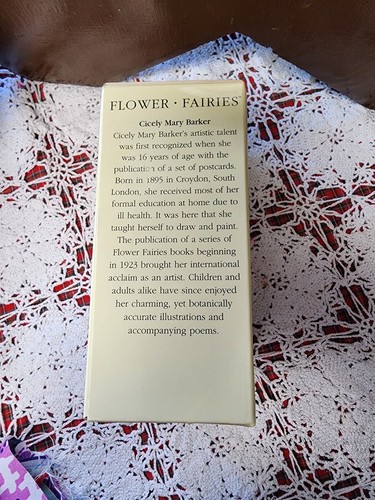 FLOWER · FAIRIES™
Cicely Mary Barker
Cicely Mary Barker's artistic talent
was first recognized when she
was 16 years of age with the
publication of a set of postcards.
Born in 1895 in Croydon, South
London, she received most of her
formal education at home due to
ill health. It was here that she
taught herself to draw and paint.
The publication of a series of
Flower Fairies books beginning
in 1923 brought her international
acclaim as an artist. Children and
adults alike have since enjoyed
her charming, yet botanically
accurate illustrations and
accompanying poems.